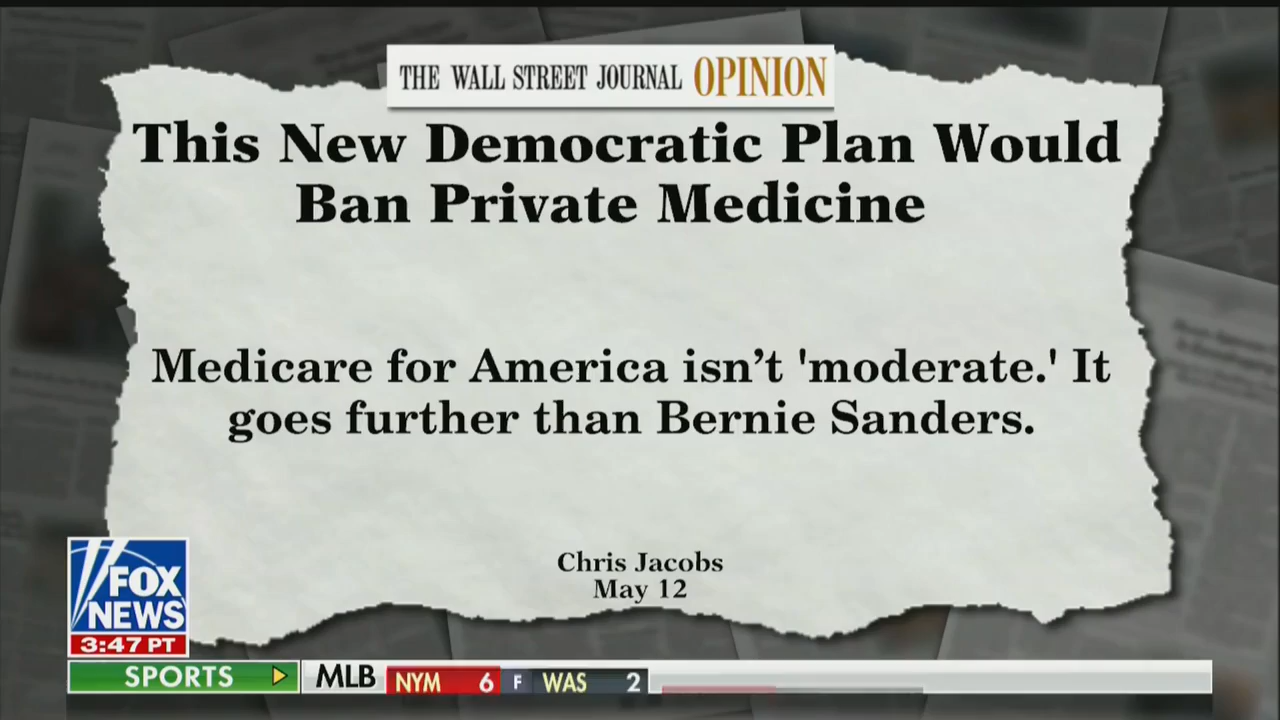 THE WALL STREET JOURNAL OPINION
This New Democratic Plan Would
Ban Private Medicine
Medicare for America isn’t 'moderate.' It
goes further than Bernie Sanders.
Chris Jacobs
May 12
FOX
NEWS
3:47 PT
SPORTS MLB NYM 6 F WAS 2